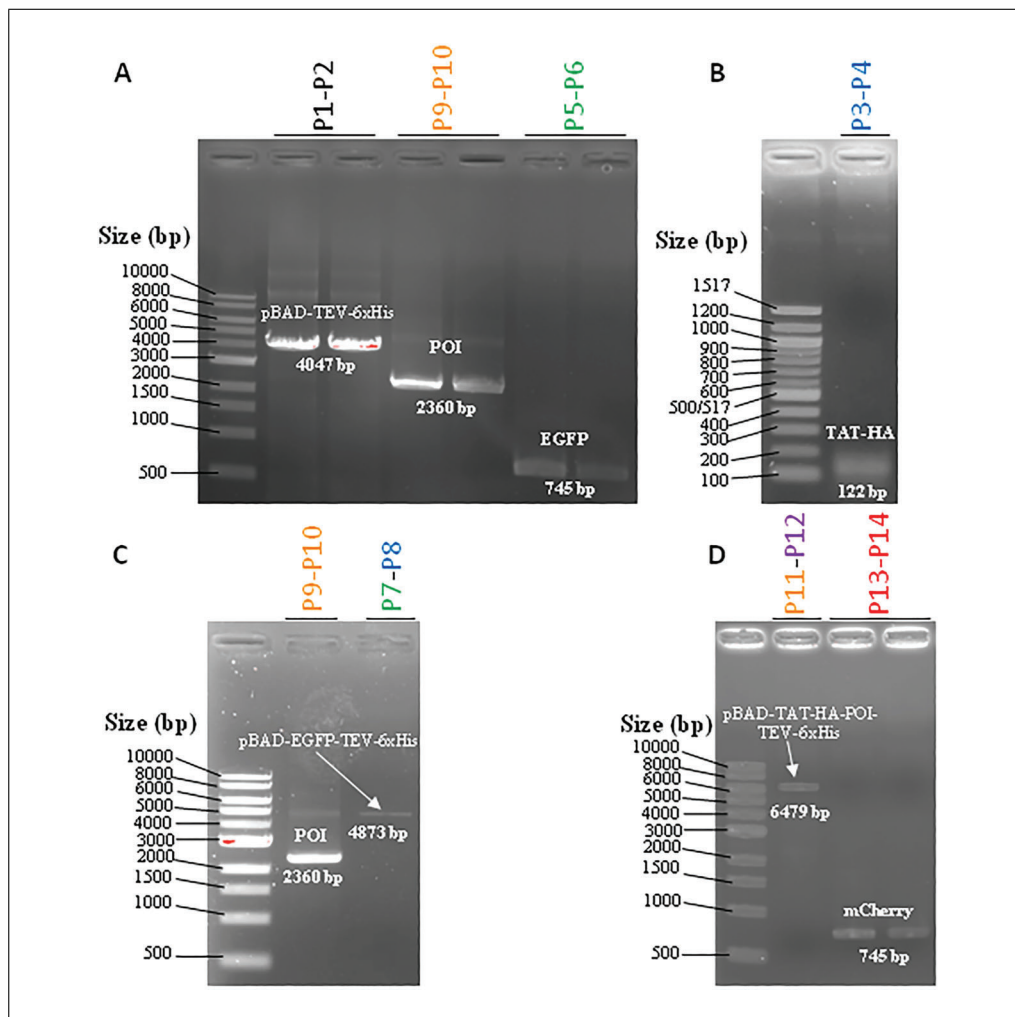 A
P1-P2
P9-P10
P5-P6
Size (bp)
10000
8000
6000
5000
4000
3000
2000
1500
1000
500
pBAD-TEV-6xHis
4047 bp
POI
2360 bp
EGFP
745 bp
B
P3-P4
Size (bp)
1517
1200
1000
900
800
700
600
500/517
400
300
200
100
TAT-HA
122 bp
C
P9-P10
P7-P8
Size (bp)
10000
8000
6000
5000
4000
3000
2000
1500
1000
500
pBAD-EGFP-TEV-6xHis
4873 bp
POI
2360 bp
D
P11-P12
P13-P14
Size (bp)
10000
8000
6000
5000
4000
3000
2000
1500
1000
500
pBAD-TAT-HA-POI-
TEV-6xHis
6479 bp
mCherry
745 bp